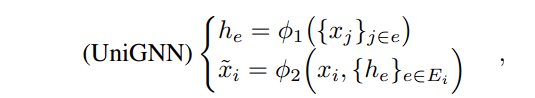 (UniGNN) { h_e = ϕ_1({x_j}_{j∈e})
x̃_i = ϕ_2(x_i, {h_e}_{e∈E_i}) ,